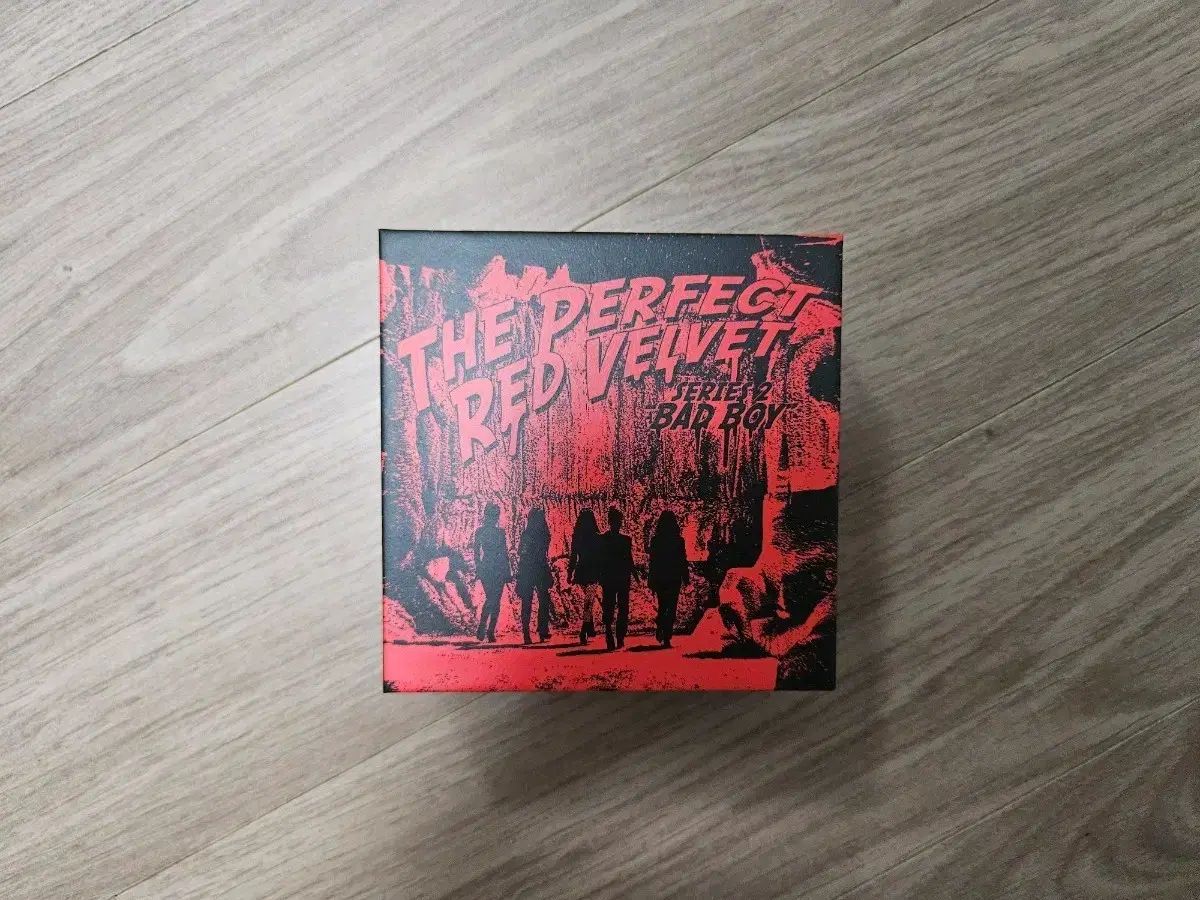 THE PERFECT
RED VELVET
SERIES 2
BAD BOY